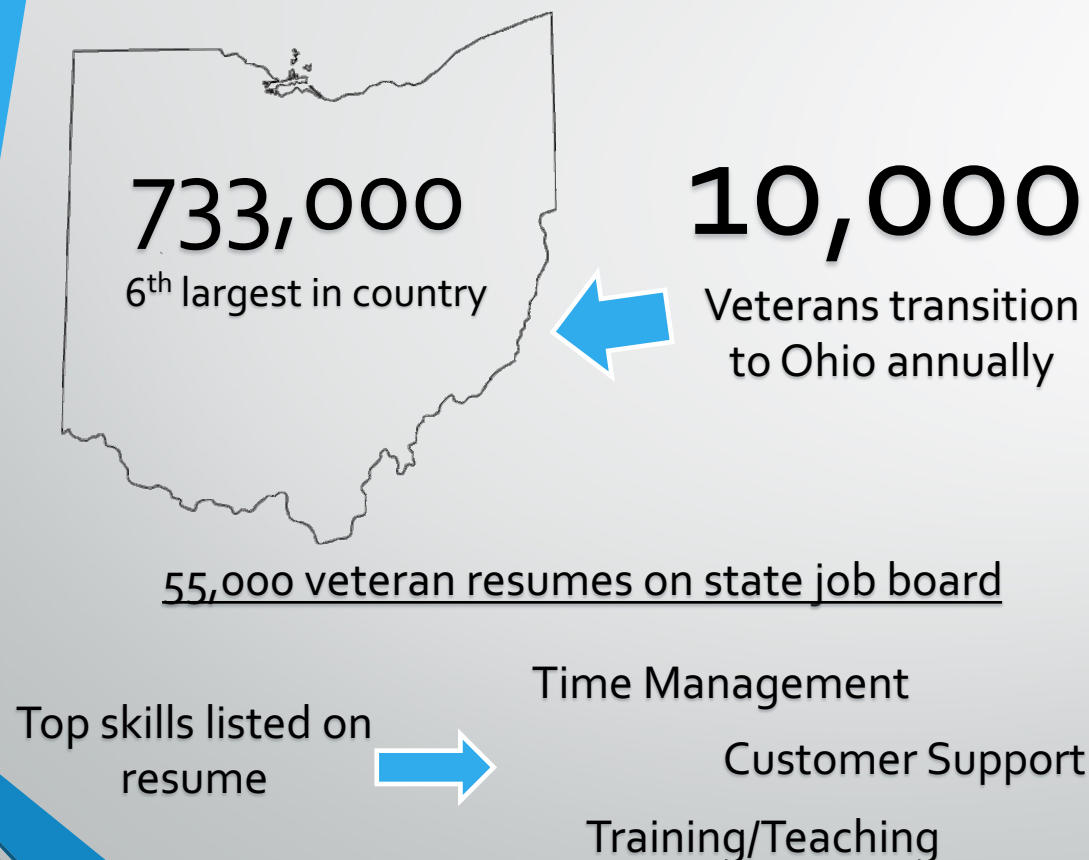 733,000
6th largest in country
10,000
Veterans transition
to Ohio annually
55,000 veteran resumes on state job board
Top skills listed on
resume
Time Management
Customer Support
Training/Teaching